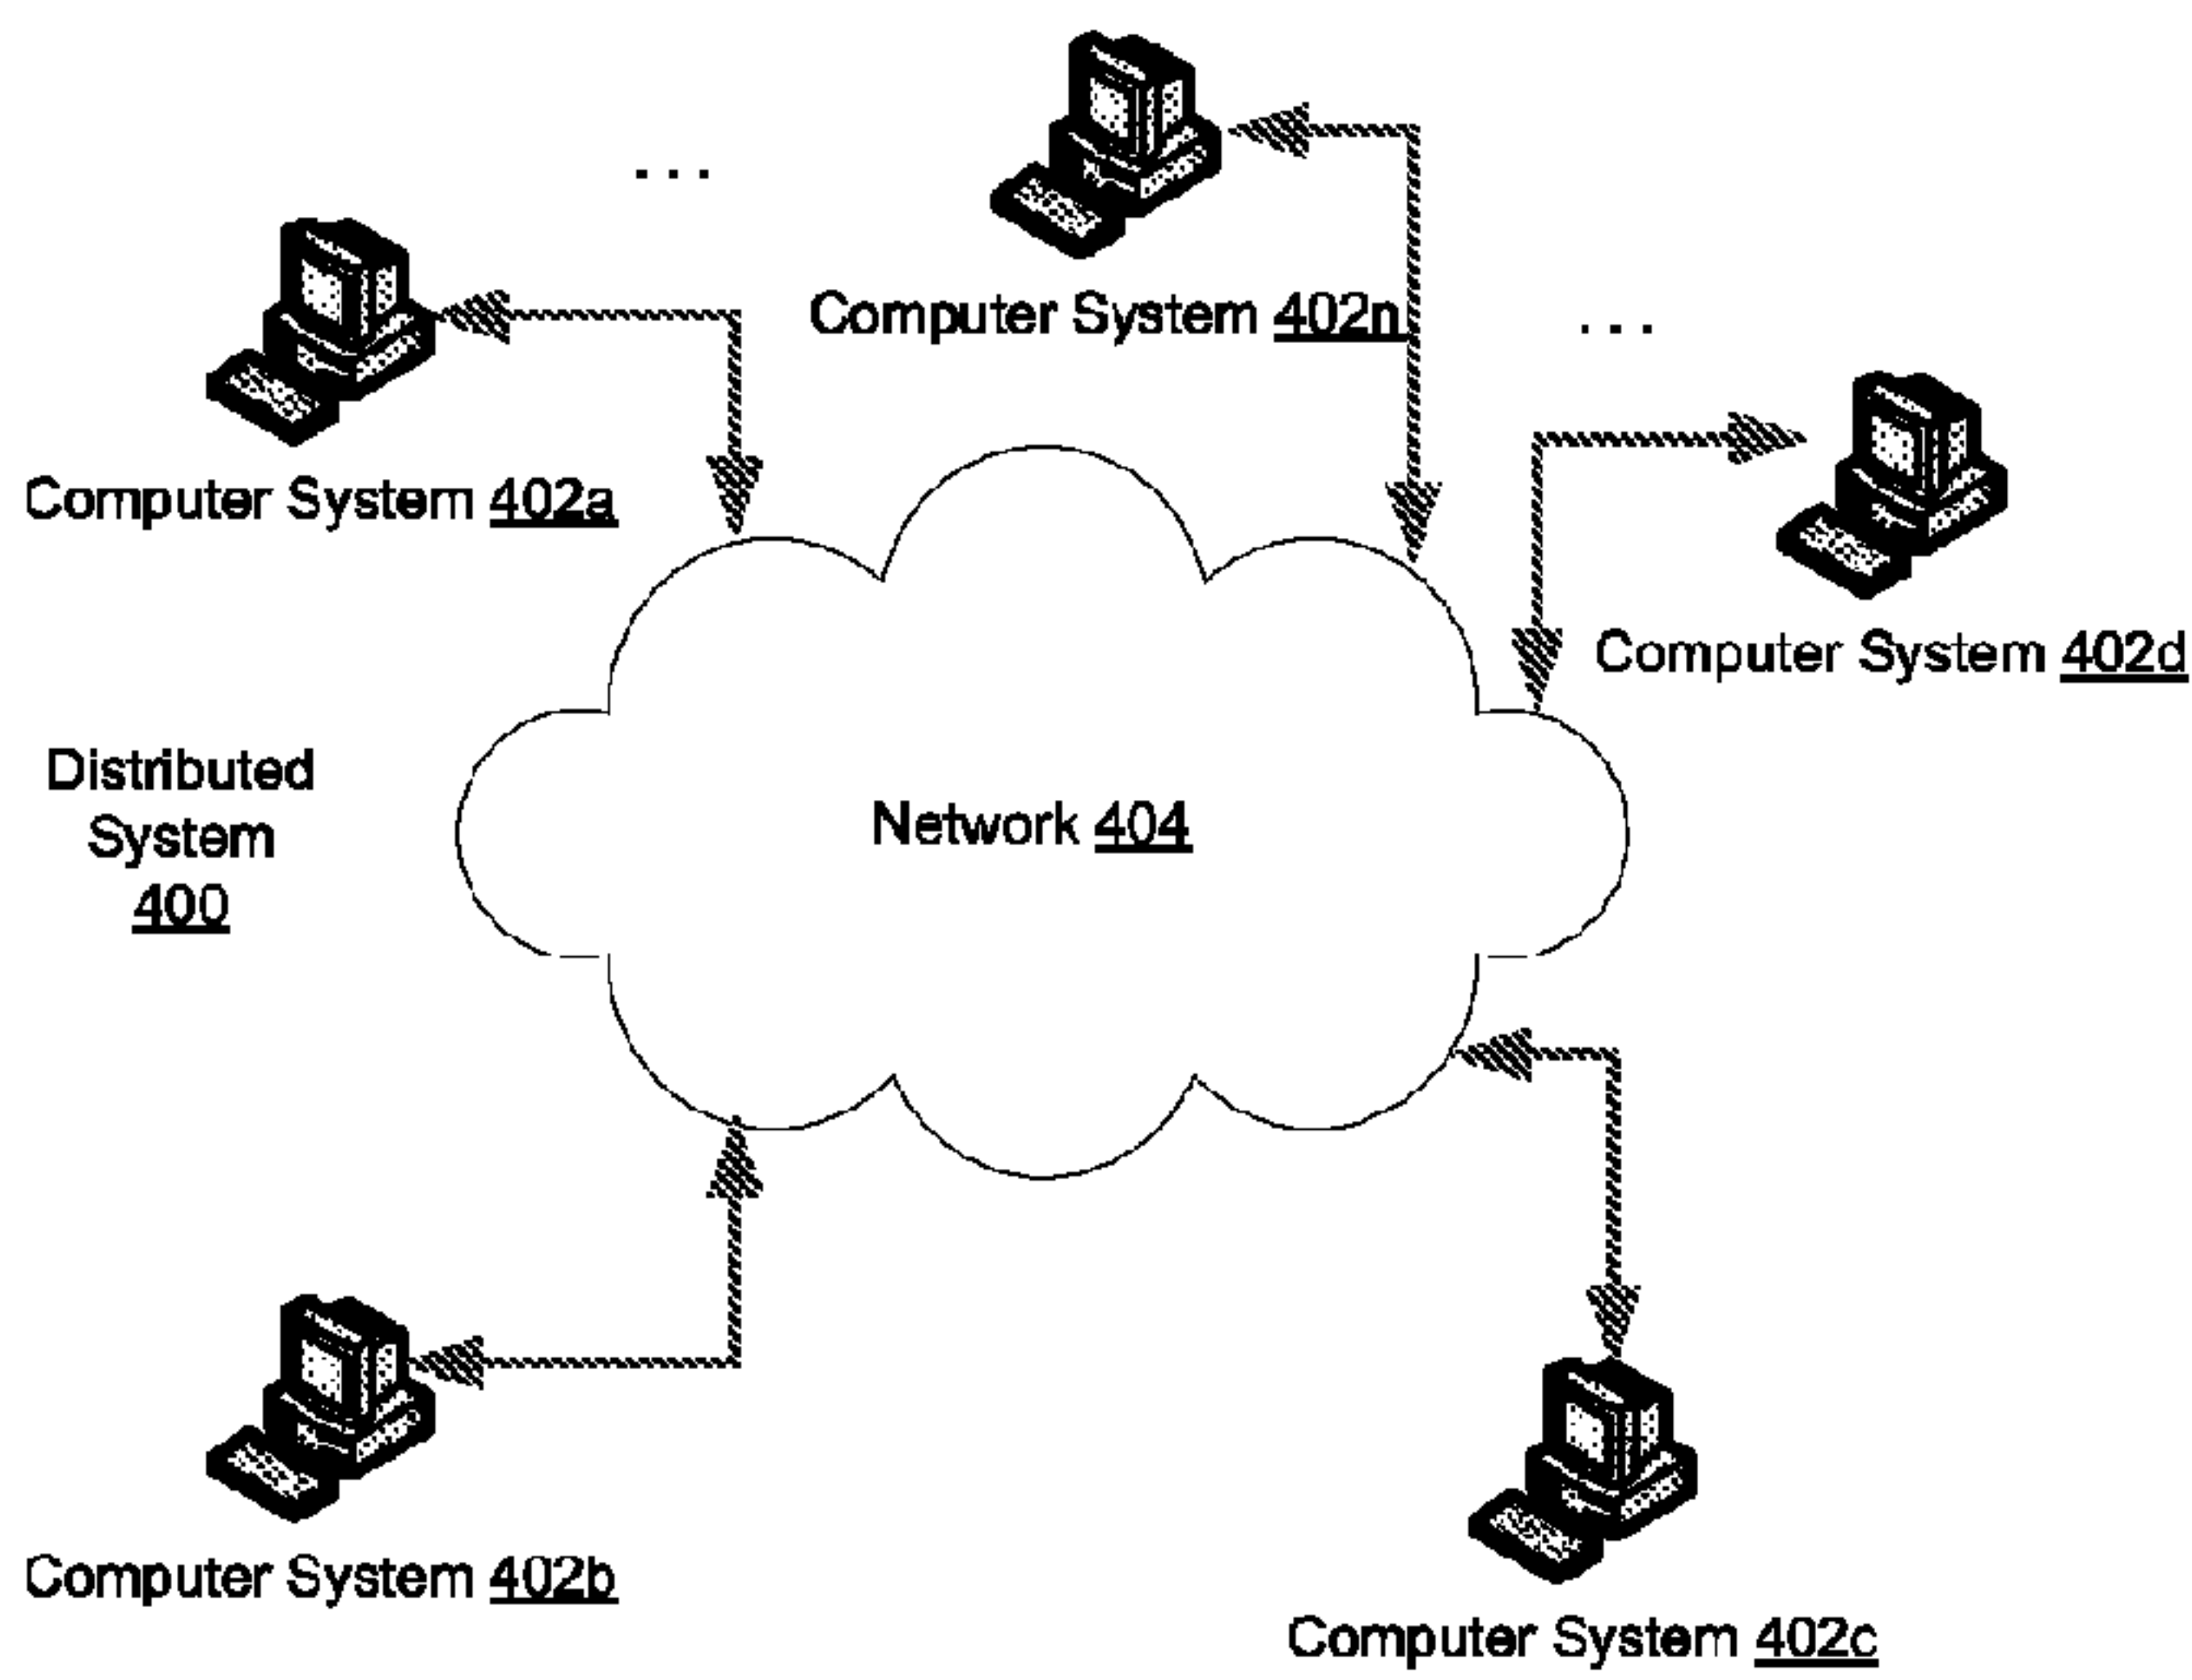 ...
Computer System 402n
...
Computer System 402a
Computer System 402d
Distributed
System
400
Network 404
Computer System 402b
Computer System 402c